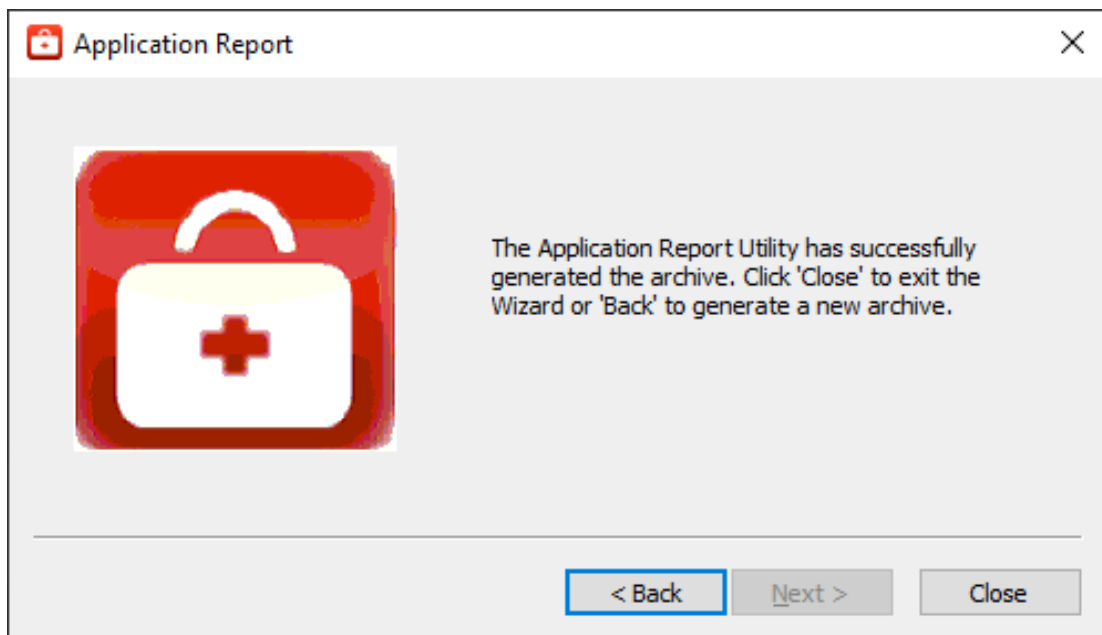 Application Report
The Application Report Utility has successfully
generated the archive. Click 'Close' to exit the
Wizard or 'Back' to generate a new archive.
< Back
Next >
Close